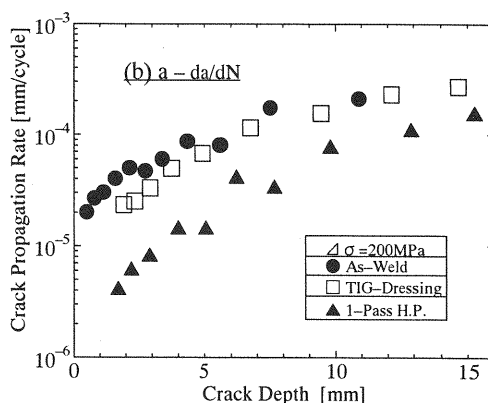 (b) a – da/dN
Crack Propagation Rate [mm/cycle]
10⁻³
10⁻⁴
10⁻⁵
10⁻⁶
⊿ σ =200MPa
As–Weld
TIG–Dressing
1–Pass H.P.
0 5 10 15
Crack Depth [mm]